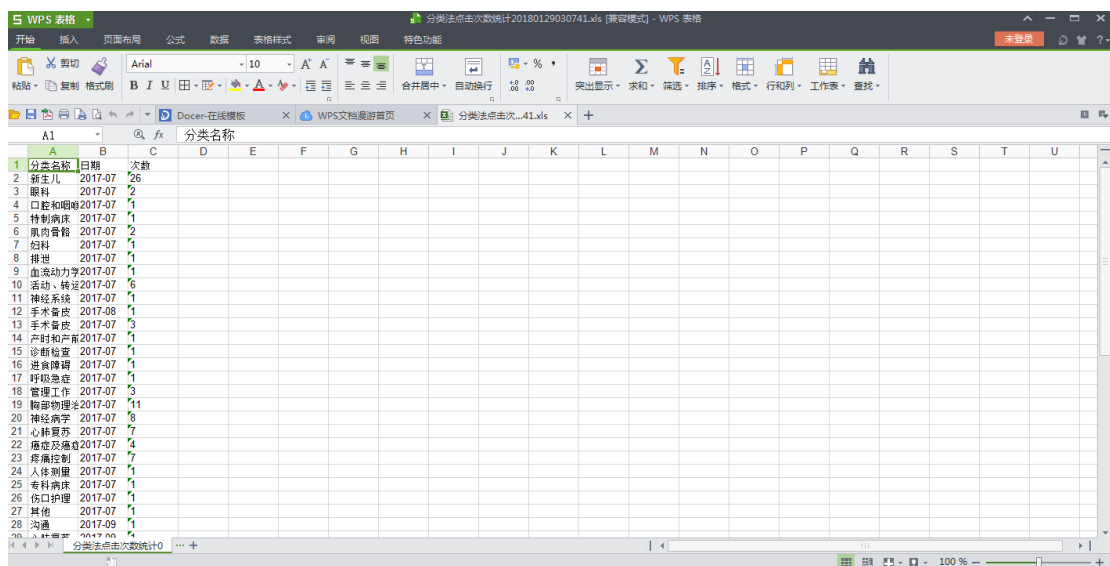 WPS 表格
分类法点击次数统计20180129030741.xls [兼容模式] - WPS 表格
开始 插入 页面布局 公式 数据 表格样式 审阅 视图 特色功能 未登录
剪切 Arial 10
粘贴 复制 格式刷 B I U 合并居中 自动换行 突出显示 求和 筛选 排序 格式 行和列 工作表 查找
Docer-在线模板 WPS文档漫游首页 分类法点击次...41.xls
A1 fx 分类名称
A B C D E F G H I J K L M N O P Q R S T U
1 分类名称 日期 次数
2 新生儿 2017-07 26
3 眼科 2017-07 2
4 口腔和咽喉 2017-07 1
5 特制病床 2017-07 1
6 肌肉骨骼 2017-07 2
7 妇科 2017-07 1
8 排泄 2017-07 1
9 血流动力学 2017-07 1
10 活动、转运 2017-07 6
11 神经系统 2017-07 1
12 手术备皮 2017-08 1
13 手术备皮 2017-07 3
14 产时和产前 2017-07 1
15 诊断检查 2017-07 1
16 进食障碍 2017-07 1
17 呼吸急症 2017-07 1
18 管理工作 2017-07 3
19 胸部物理治 2017-07 11
20 神经病学 2017-07 8
21 心肺复苏 2017-07 7
22 癌症及癌症 2017-07 4
23 疼痛控制 2017-07 7
24 人体测量 2017-07 1
25 专科病床 2017-07 1
26 伤口护理 2017-07 1
27 其他 2017-07 1
28 沟通 2017-09 1
29 心肺复苏 2017-09 1
分类法点击次数统计0 ... +
100 %